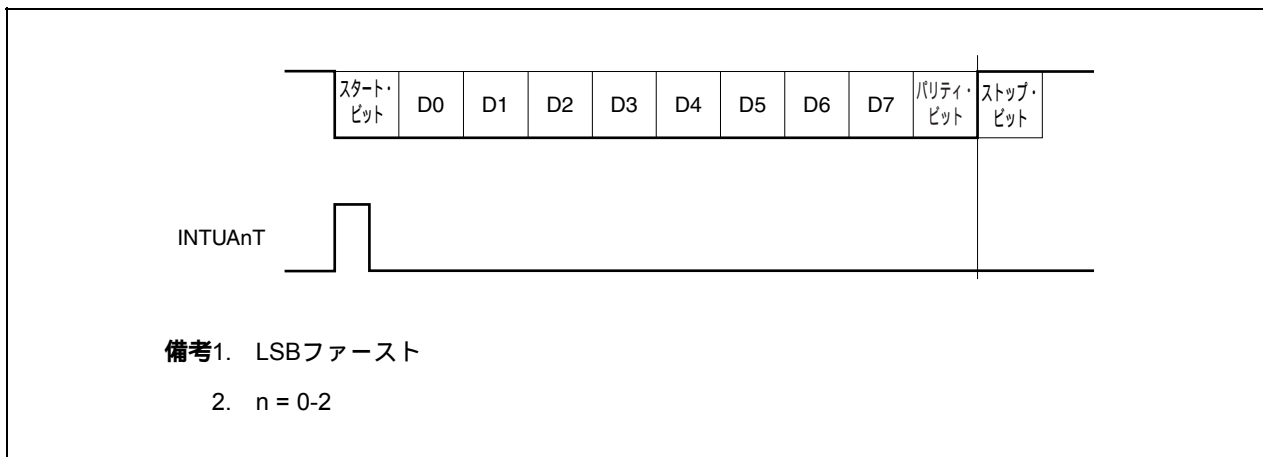 スタート・ビット D0 D1 D2 D3 D4 D5 D6 D7 パリティ・ビット ストップ・ビット
INTUAnT
備考1. LSBファースト
2. n = 0-2